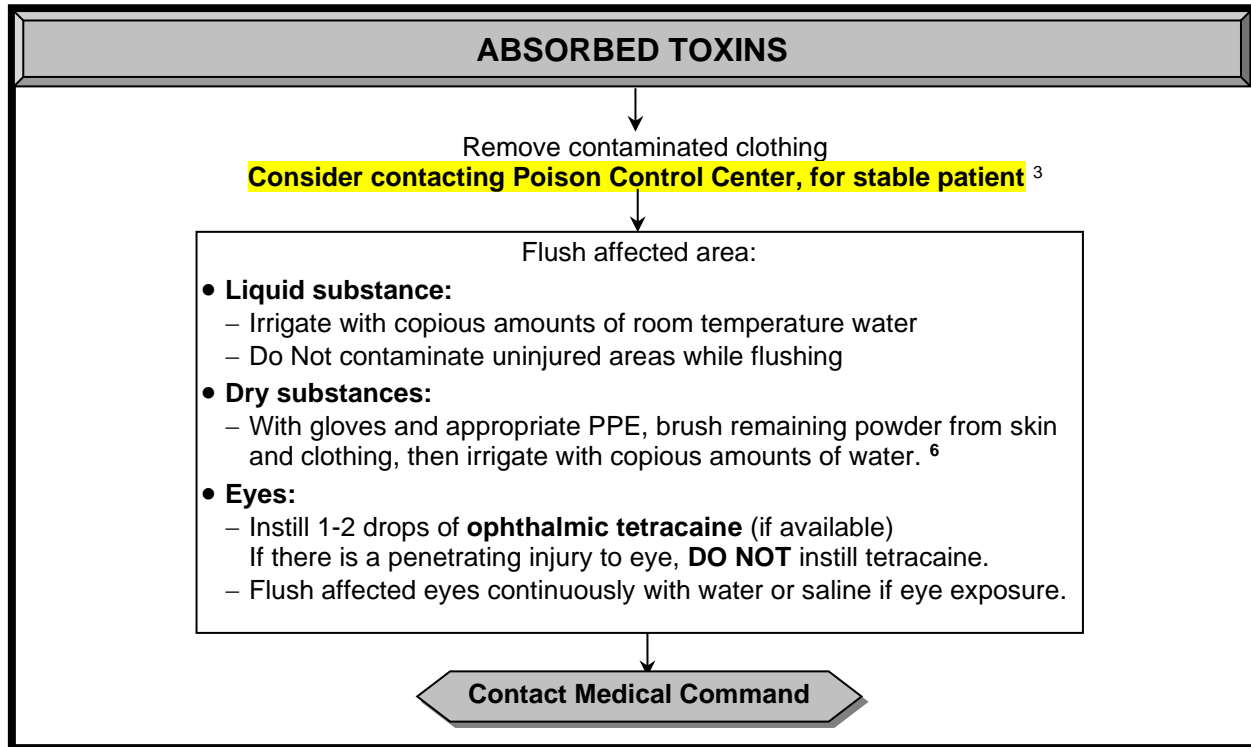 ABSORBED TOXINS
Remove contaminated clothing
Consider contacting Poison Control Center, for stable patient 3
Flush affected area:
• Liquid substance:
– Irrigate with copious amounts of room temperature water
– Do Not contaminate uninjured areas while flushing
• Dry substances:
– With gloves and appropriate PPE, brush remaining powder from skin
and clothing, then irrigate with copious amounts of water. 6
• Eyes:
– Instill 1-2 drops of ophthalmic tetracaine (if available)
If there is a penetrating injury to eye, DO NOT instill tetracaine.
– Flush affected eyes continuously with water or saline if eye exposure.
Contact Medical Command